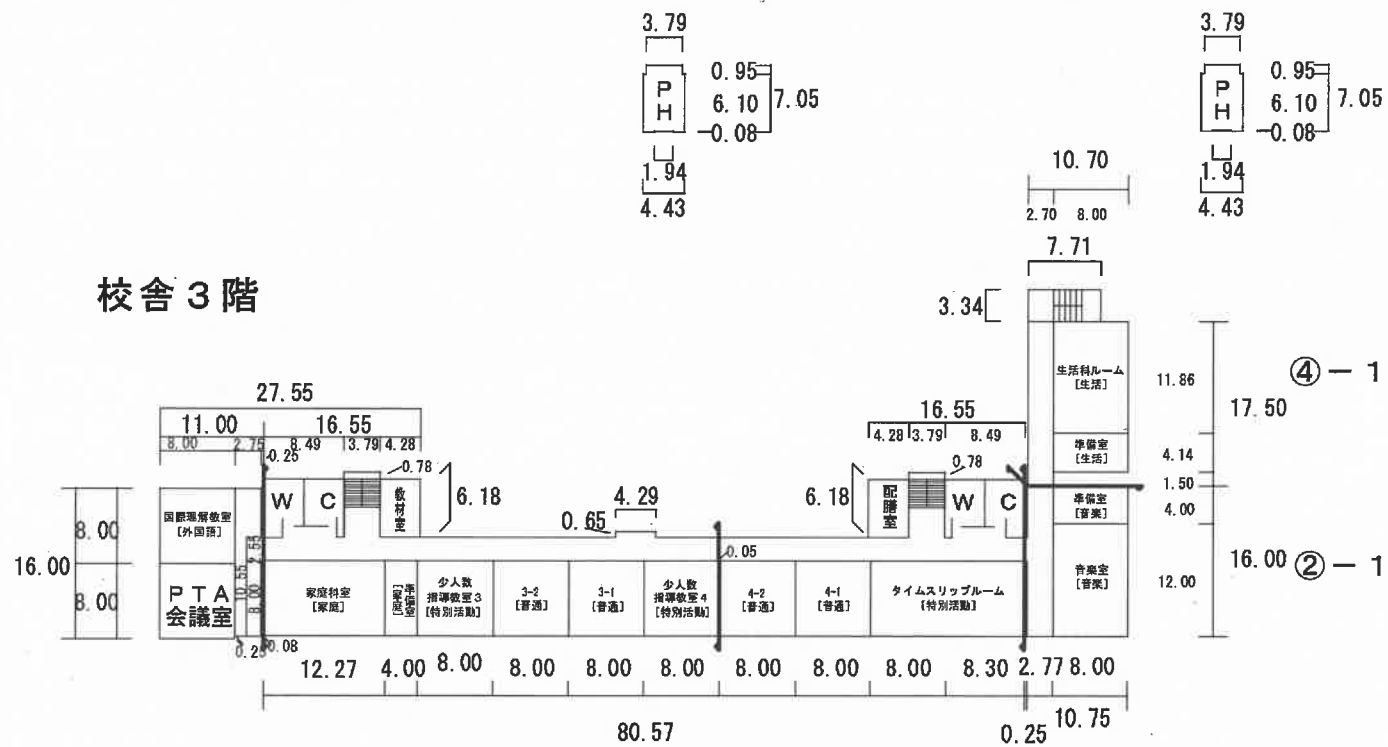 3.79
0.95
P
H
6.10
7.05
0.08
1.94
4.43
3.79
0.95
P
H
6.10
7.05
0.08
1.94
4.43
10.70
2.70
8.00
7.71
3.34
校舎3階
27.55
11.00
16.55
8.00
2.75
8.49
3.79
4.28
0.25
0.78
W C
教材室
6.18
4.29
0.65
16.55
4.28
3.79
8.49
0.78
6.18
配膳室
W C
生活科ルーム
[生活]
11.86
④－1
17.50
準備室
[生活]
4.14
1.50
準備室
[音楽]
4.00
音楽室
[音楽]
12.00
16.00
②－1
国際理解教室
[外国語]
8.00
16.00
8.00
PTA
会議室
10.55
2.55
8.00
家庭科室
[家庭]
準備室
[家庭]
少人数
指導教室3
[特別活動]
3-2
[普通]
3-1
[普通]
少人数
指導教室4
[特別活動]
0.05
4-2
[普通]
4-1
[普通]
タイムスリップルーム
[特別活動]
0.25
0.08
12.27
4.00
8.00
8.00
8.00
8.00
8.00
8.00
8.00
8.30
2.77
8.00
80.57
0.25
10.75